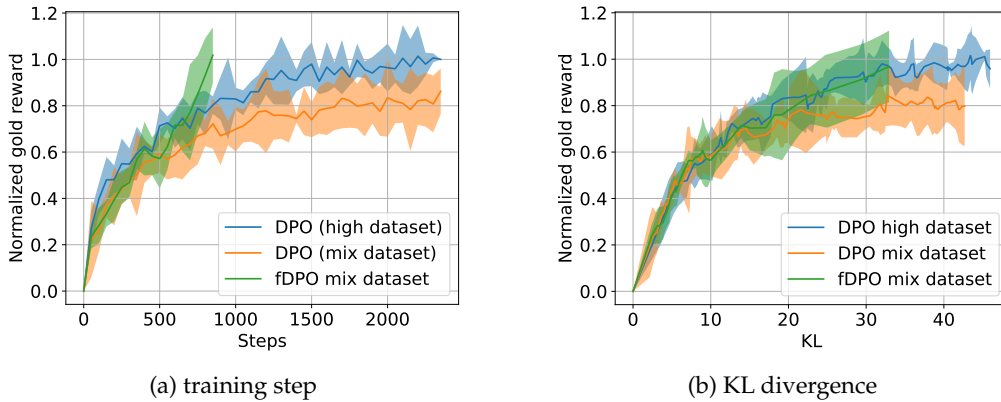 1.2
1.0
0.8
0.6
0.4
0.2
0.0
Normalized gold reward
0 500 1000 1500 2000
Steps
DPO (high dataset)
DPO (mix dataset)
fDPO mix dataset
(a) training step
1.2
1.0
0.8
0.6
0.4
0.2
0.0
Normalized gold reward
0 10 20 30 40
KL
DPO high dataset
DPO mix dataset
fDPO mix dataset
(b) KL divergence